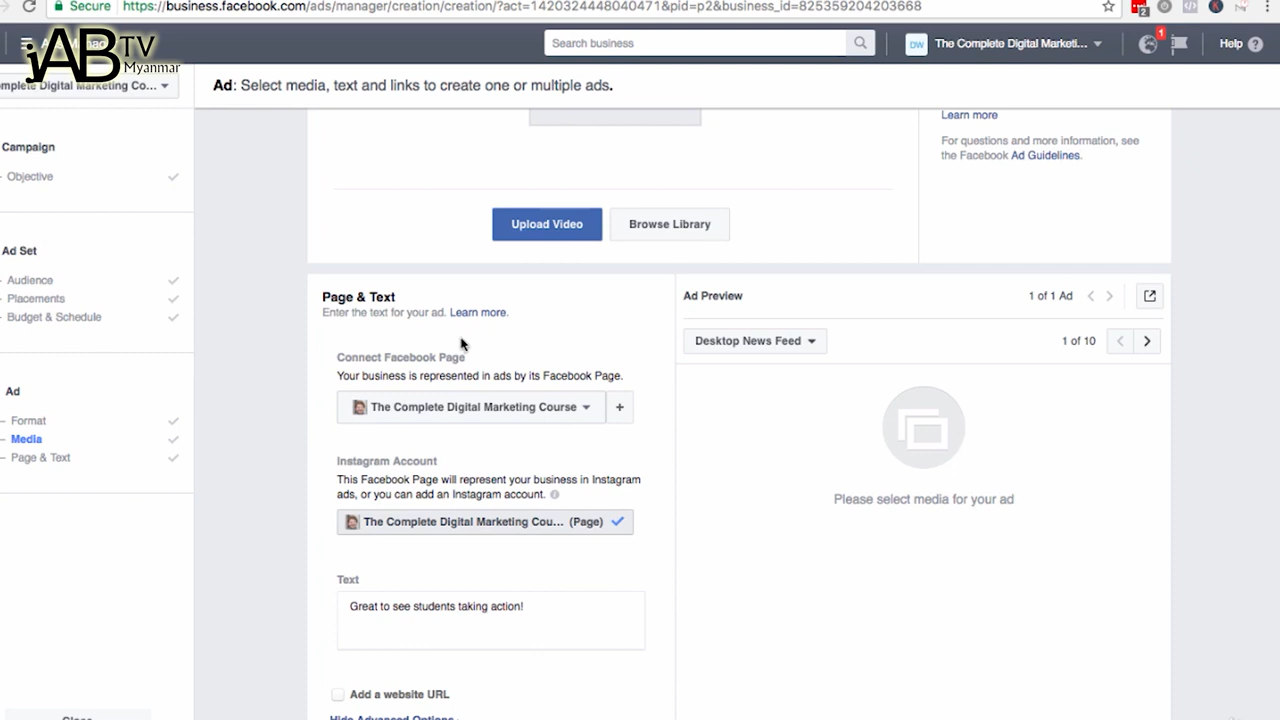 Secure https://business.facebook.com/ads/manager/creation/creation/?act=1420324448040471&pid=p2&business_id=825359204203668
2
jABTV
Myanmar
Search business
DW The Complete Digital Marketi...
1
Help
mplete Digital Marketing Co...
Ad: Select media, text and links to create one or multiple ads.
Campaign
Objective
Ad Set
Audience
Placements
Budget & Schedule
Ad
Format
Media
Page & Text
Learn more
For questions and more information, see
the Facebook Ad Guidelines.
Upload Video
Browse Library
Page & Text
Enter the text for your ad. Learn more.
Connect Facebook Page
Your business is represented in ads by its Facebook Page.
The Complete Digital Marketing Course
+
Instagram Account
This Facebook Page will represent your business in Instagram
ads, or you can add an Instagram account.
The Complete Digital Marketing Cou... (Page)
Text
Great to see students taking action!
Add a website URL
Hide Advanced Options
Ad Preview
1 of 1 Ad
Desktop News Feed
1 of 10
Please select media for your ad